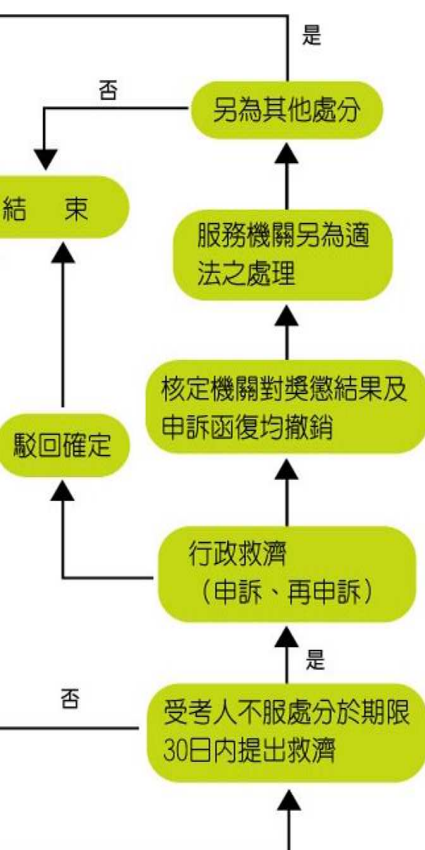 是
否
另為其他處分
結 束
服務機關另為適
法之處理
核定機關對獎懲結果及
申訴函復均撤銷
駁回確定
行政救濟
（申訴、再申訴）
是
否
受考人不服處分於期限
30日內提出救濟